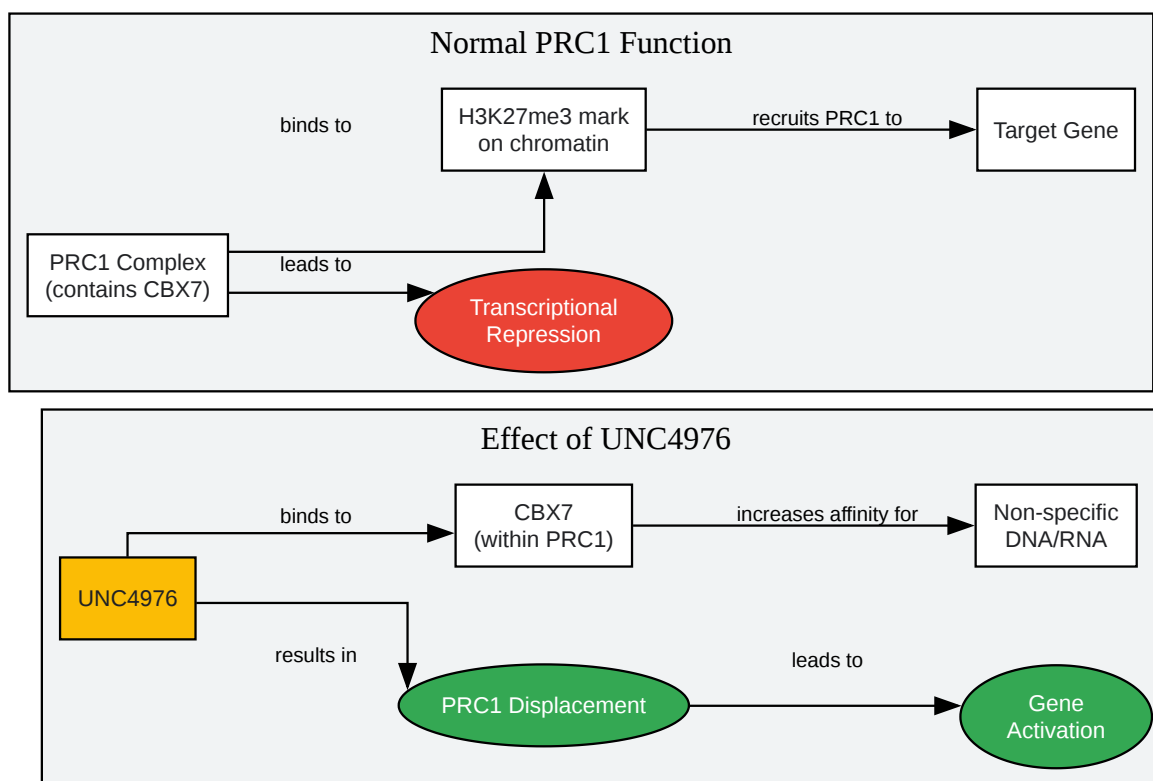 Normal PRC1 Function
binds to
H3K27me3 mark
on chromatin
recruits PRC1 to
Target Gene
PRC1 Complex
(contains CBX7)
leads to
Transcriptional
Repression
Effect of UNC4976
binds to
CBX7
(within PRC1)
increases affinity for
Non-specific
DNA/RNA
UNC4976
results in
PRC1 Displacement
leads to
Gene
Activation